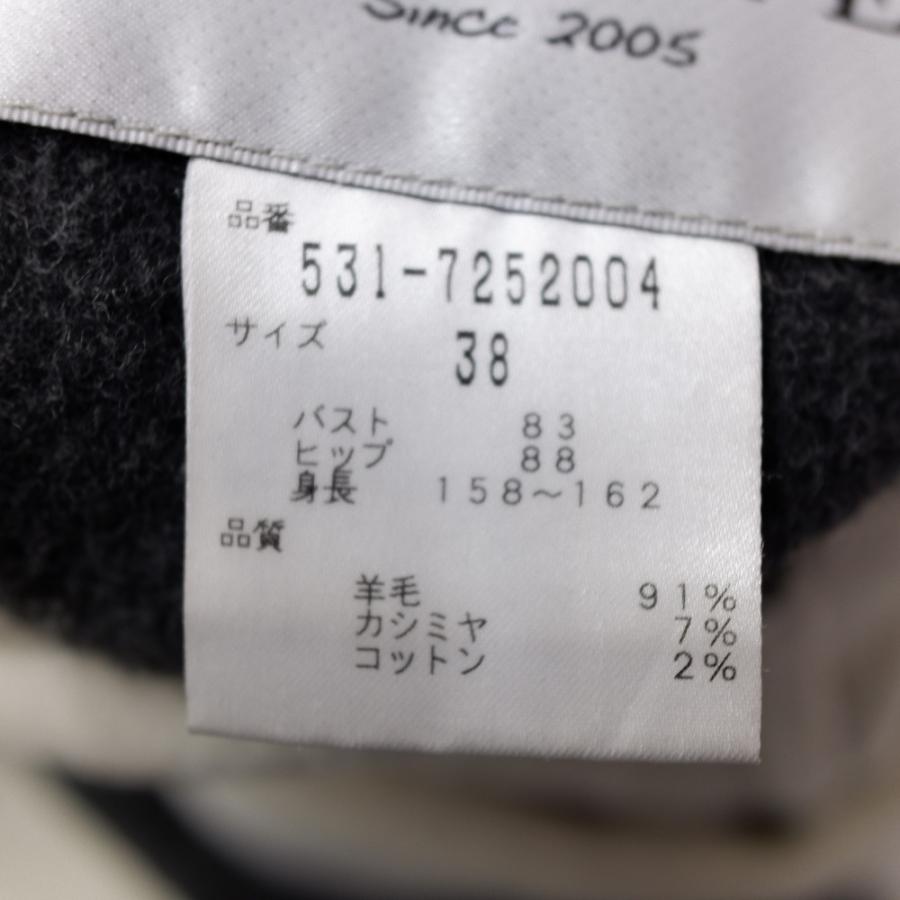 Since 2005
品番
531-7252004
サイズ 38
バスト 83
ヒップ 88
身長 158～162
品質
羊毛 91%
カシミヤ 7%
コットン 2%